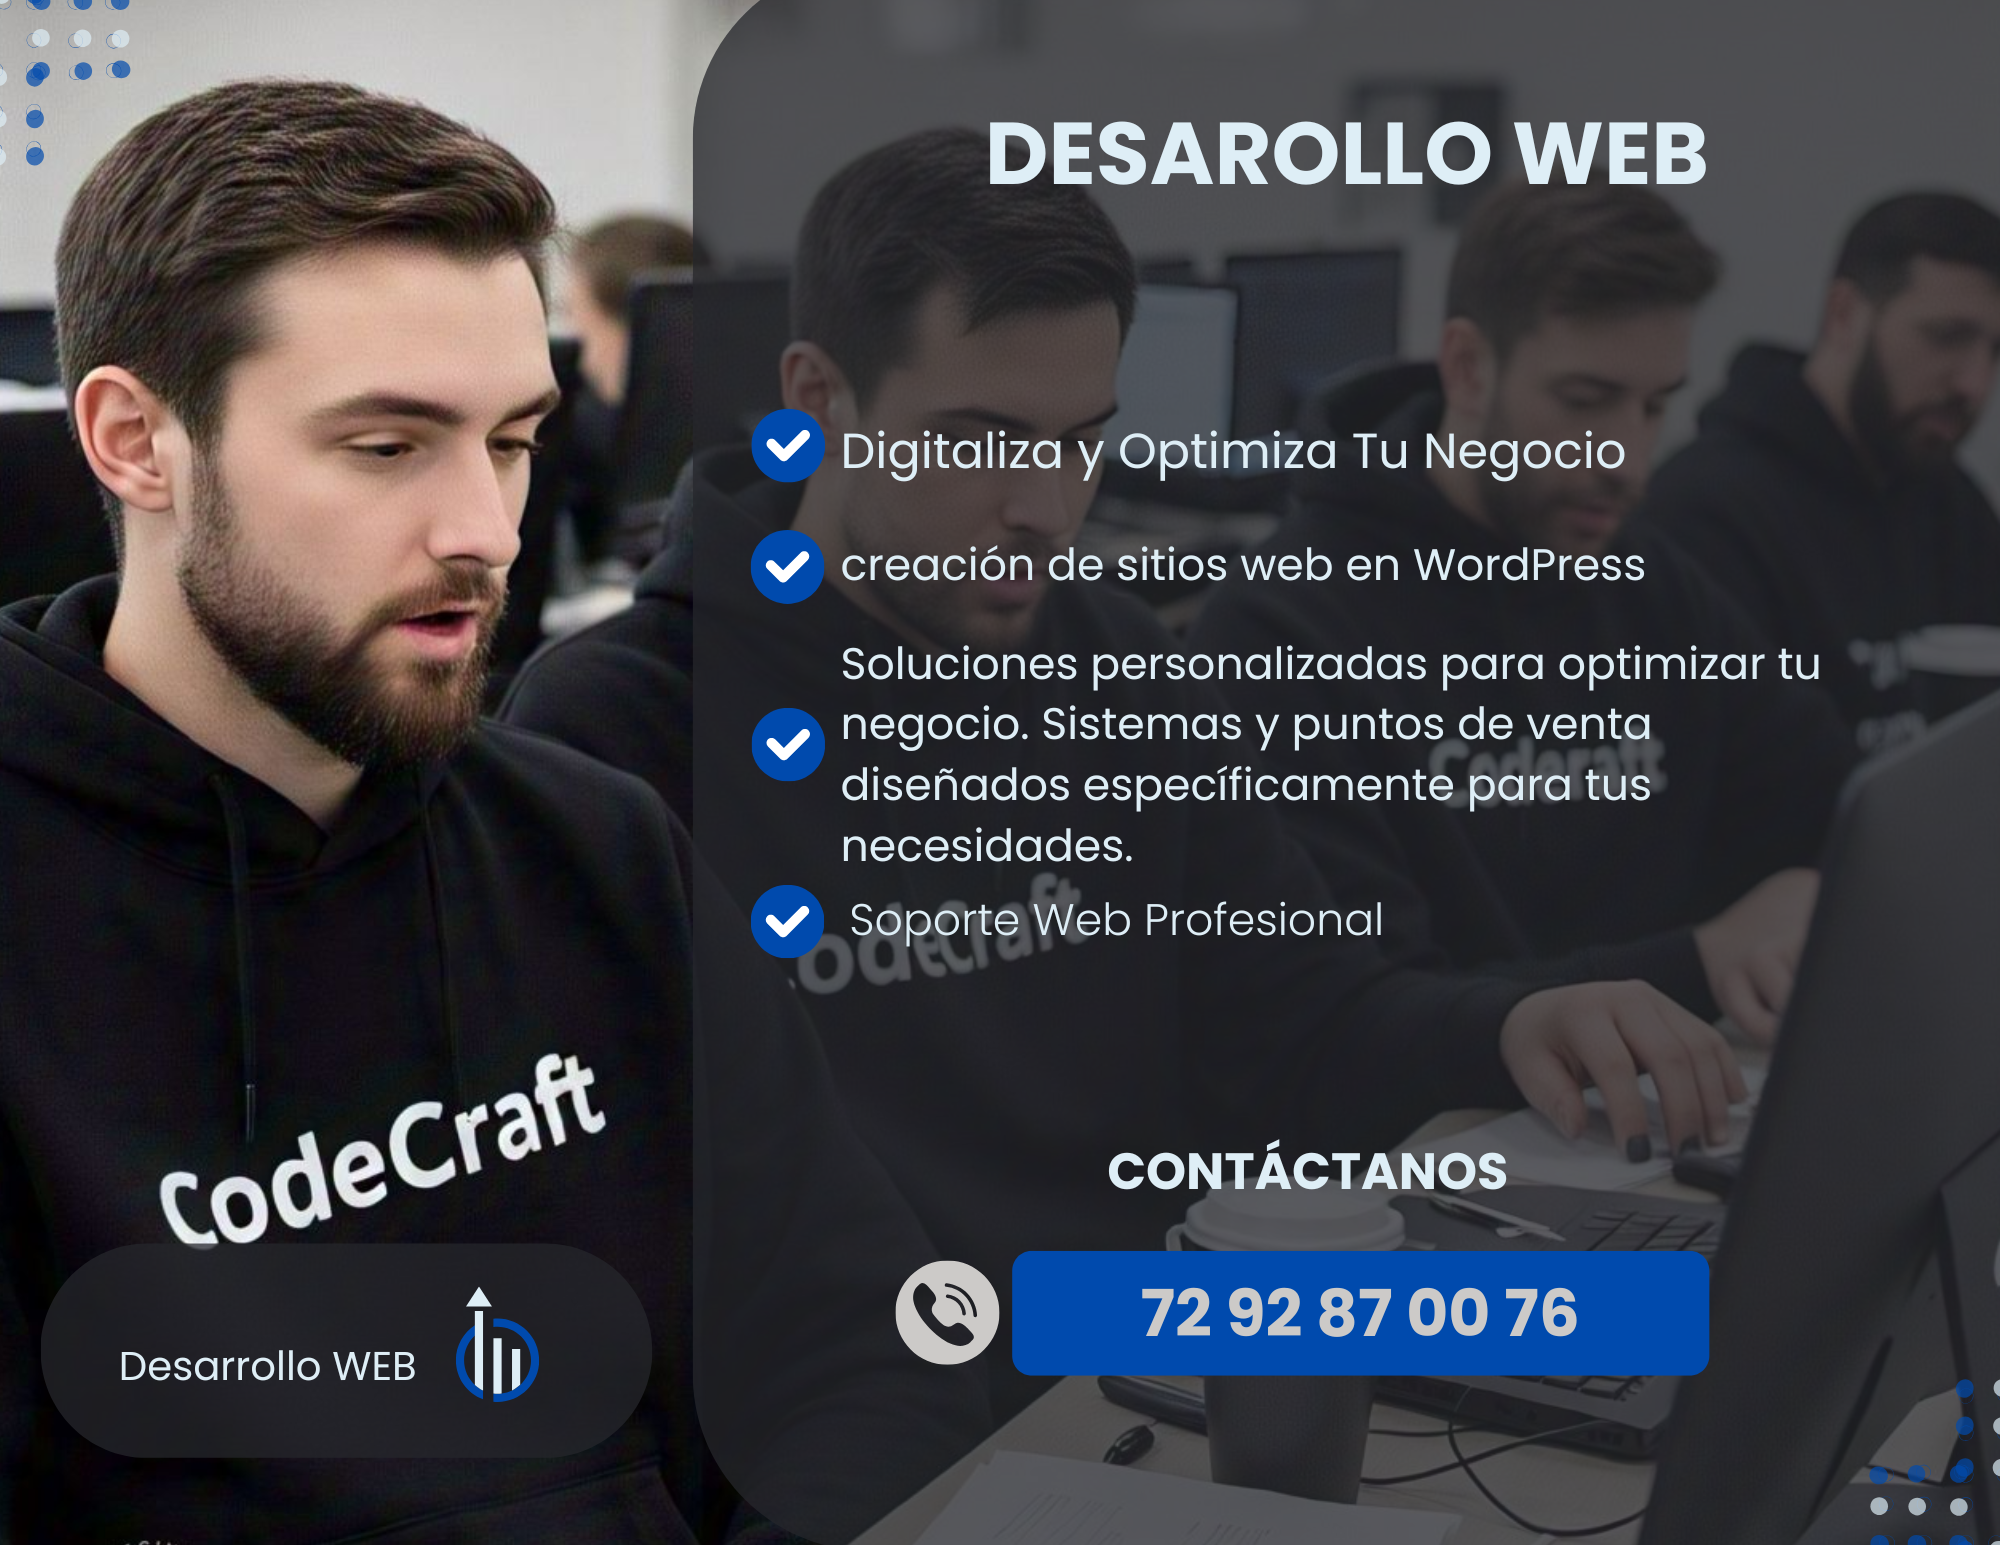 DESAROLLO WEB
Digitaliza y Optimiza Tu Negocio
creación de sitios web en WordPress
Soluciones personalizadas para optimizar tu
negocio. Sistemas y puntos de venta
diseñados específicamente para tus
necesidades.
Soporte Web Profesional
CodeCraft
Codecraft
Coderaft
CONTÁCTANOS
72 92 87 00 76
Desarrollo WEB